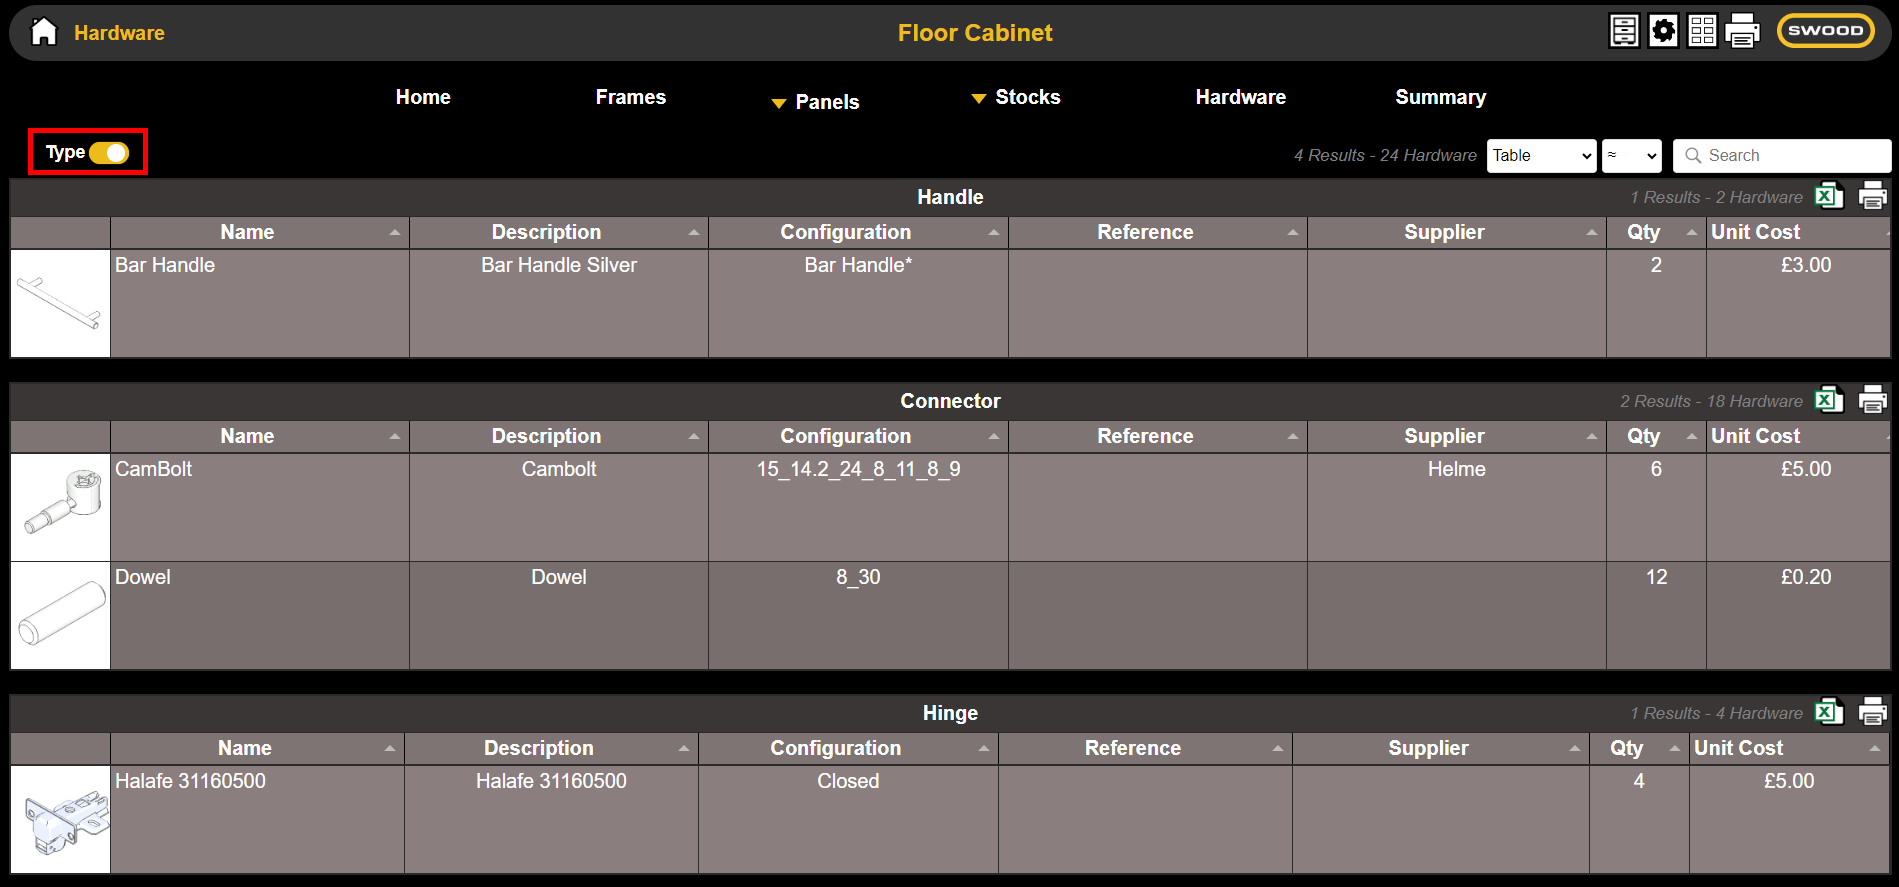 Hardware
Floor Cabinet
SWOOD
Home Frames Panels Stocks Hardware Summary
Type
4 Results - 24 Hardware Table ≈ Search
Handle
1 Results - 2 Hardware
Name Description Configuration Reference Supplier Qty Unit Cost
Bar Handle Bar Handle Silver Bar Handle* 2 £3.00
Connector
2 Results - 18 Hardware
Name Description Configuration Reference Supplier Qty Unit Cost
CamBolt Cambolt 15_14.2_24_8_11_8_9 Helme 6 £5.00
Dowel Dowel 8_30 12 £0.20
Hinge
1 Results - 4 Hardware
Name Description Configuration Reference Supplier Qty Unit Cost
Halafe 31160500 Halafe 31160500 Closed 4 £5.00